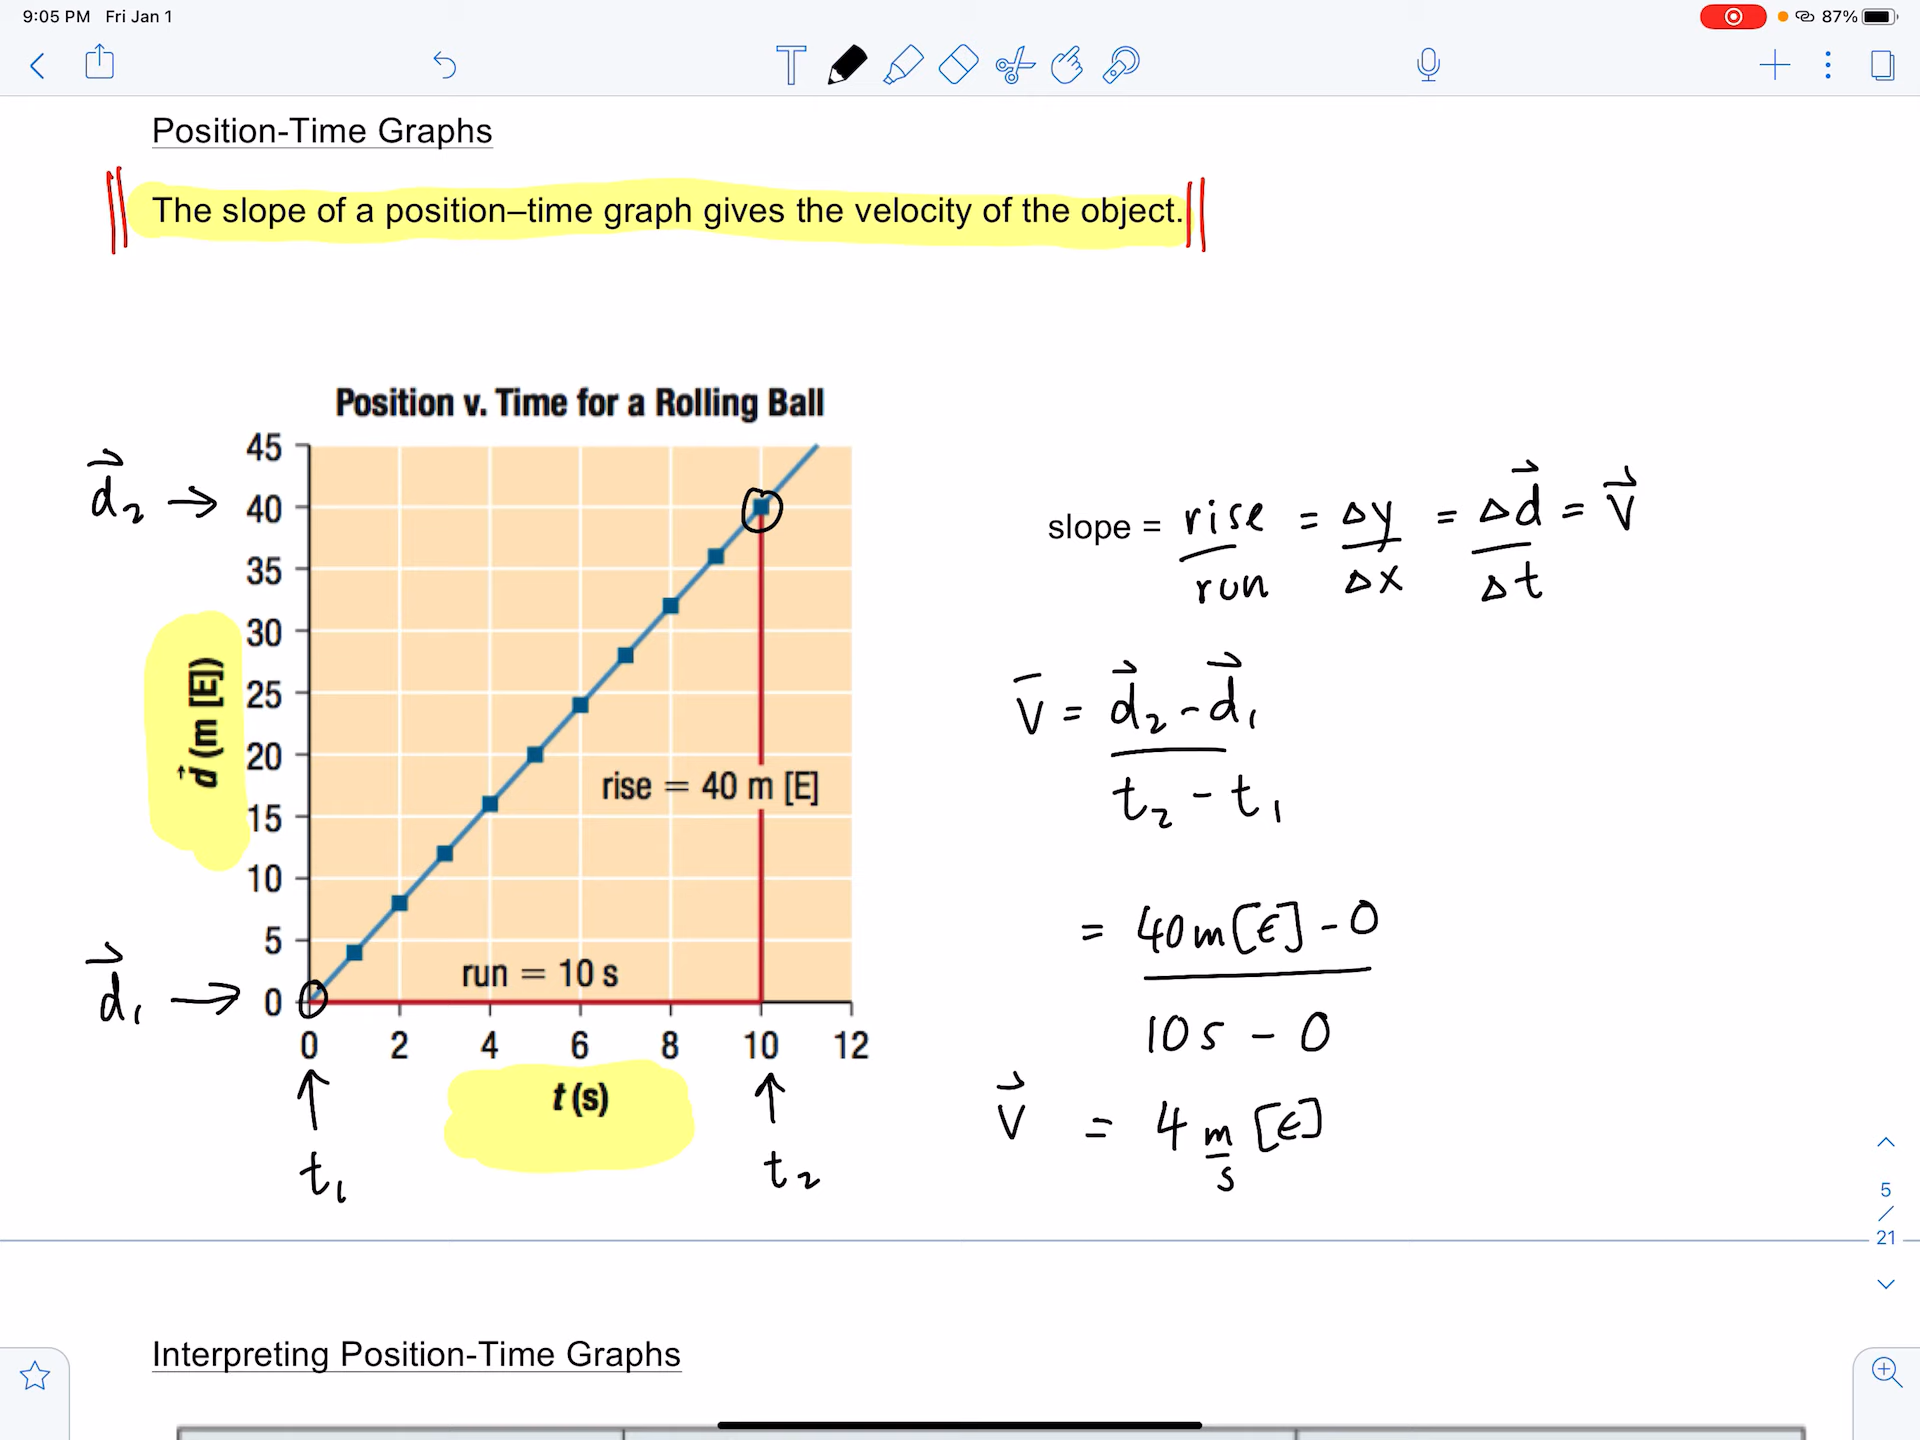 9:05 PM Fri Jan 1
87%
Position-Time Graphs
The slope of a position–time graph gives the velocity of the object.
Position v. Time for a Rolling Ball
45
40
35
30
25
20
15
10
5
0
d⃗ (m [E])
rise = 40 m [E]
run = 10 s
0 2 4 6 8 10 12
t (s)
d⃗₂ →
d⃗₁ →
↑ ↑
t₁ t₂
slope = rise/run = Δy/Δx = Δd⃗/Δt = v⃗
v̄ = d⃗₂ - d⃗₁
t₂ - t₁
= 40m[E] - 0
10s - 0
v⃗ = 4 m/s [E]
5
/
21
Interpreting Position-Time Graphs